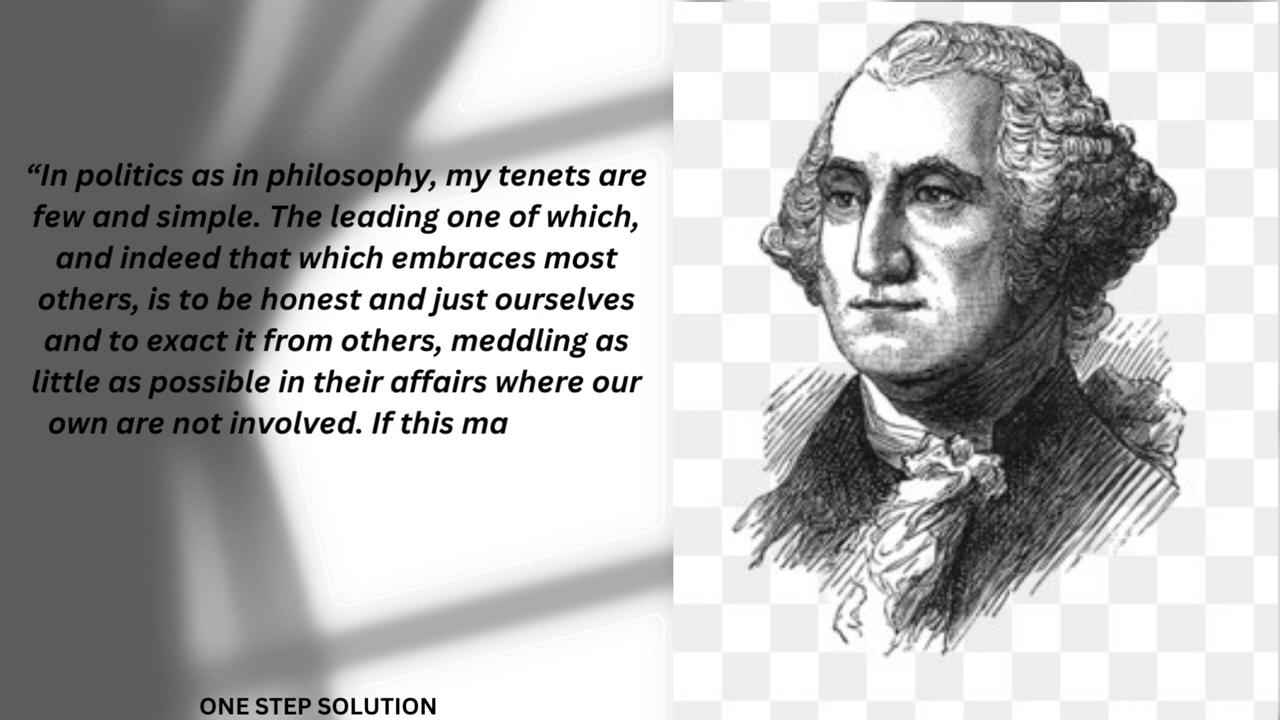 “In politics as in philosophy, my tenets are
few and simple. The leading one of which,
and indeed that which embraces most
others, is to be honest and just ourselves
and to exact it from others, meddling as
little as possible in their affairs where our
own are not involved. If this ma
ONE STEP SOLUTION